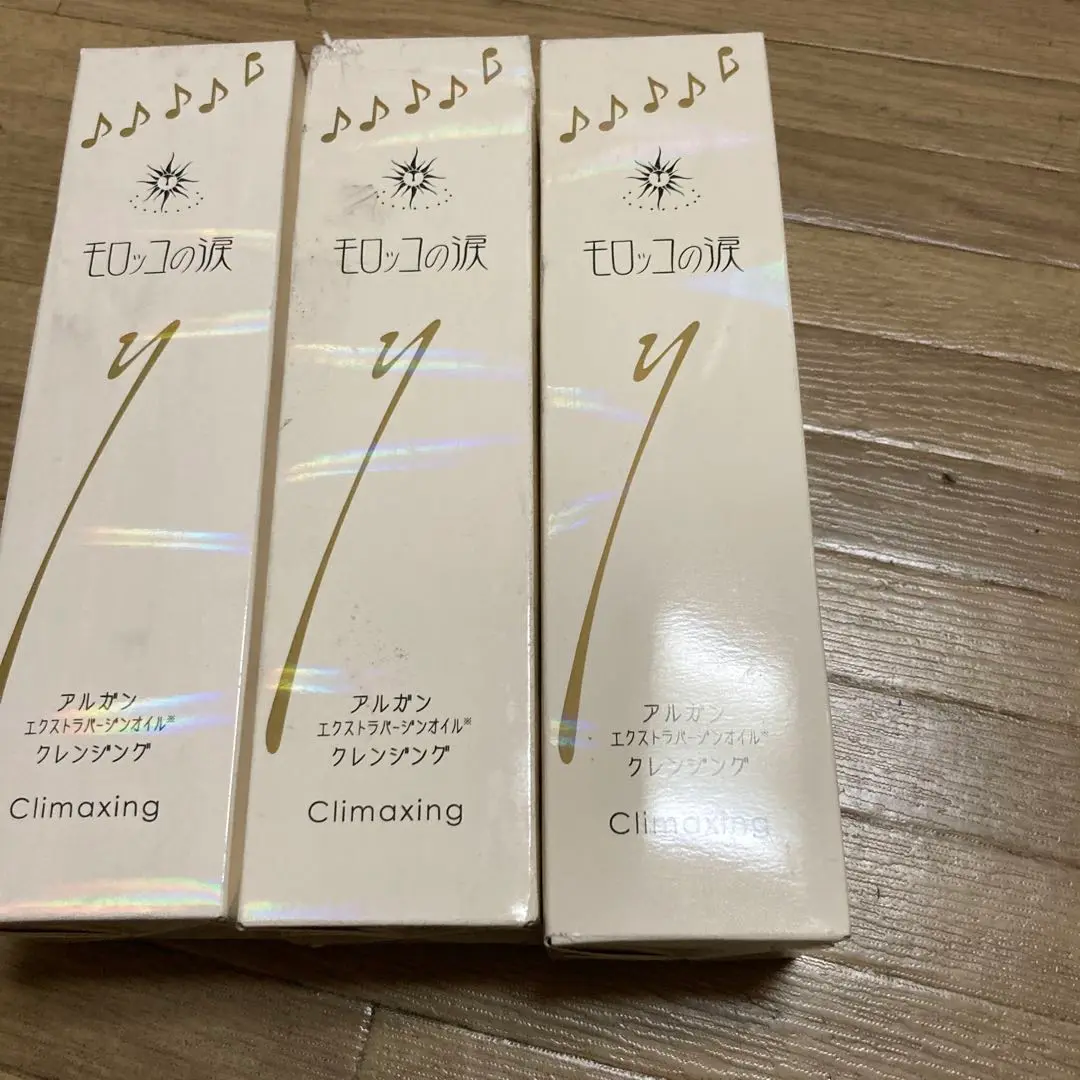 モロッコの涙
y
アルガン
エクストラバージンオイル※
クレンジング
Climaxing
モロッコの涙
y
アルガン
エクストラバージンオイル※
クレンジング
Climaxing
モロッコの涙
y
アルガン
エクストラバージンオイル※
クレンジング
Climaxing